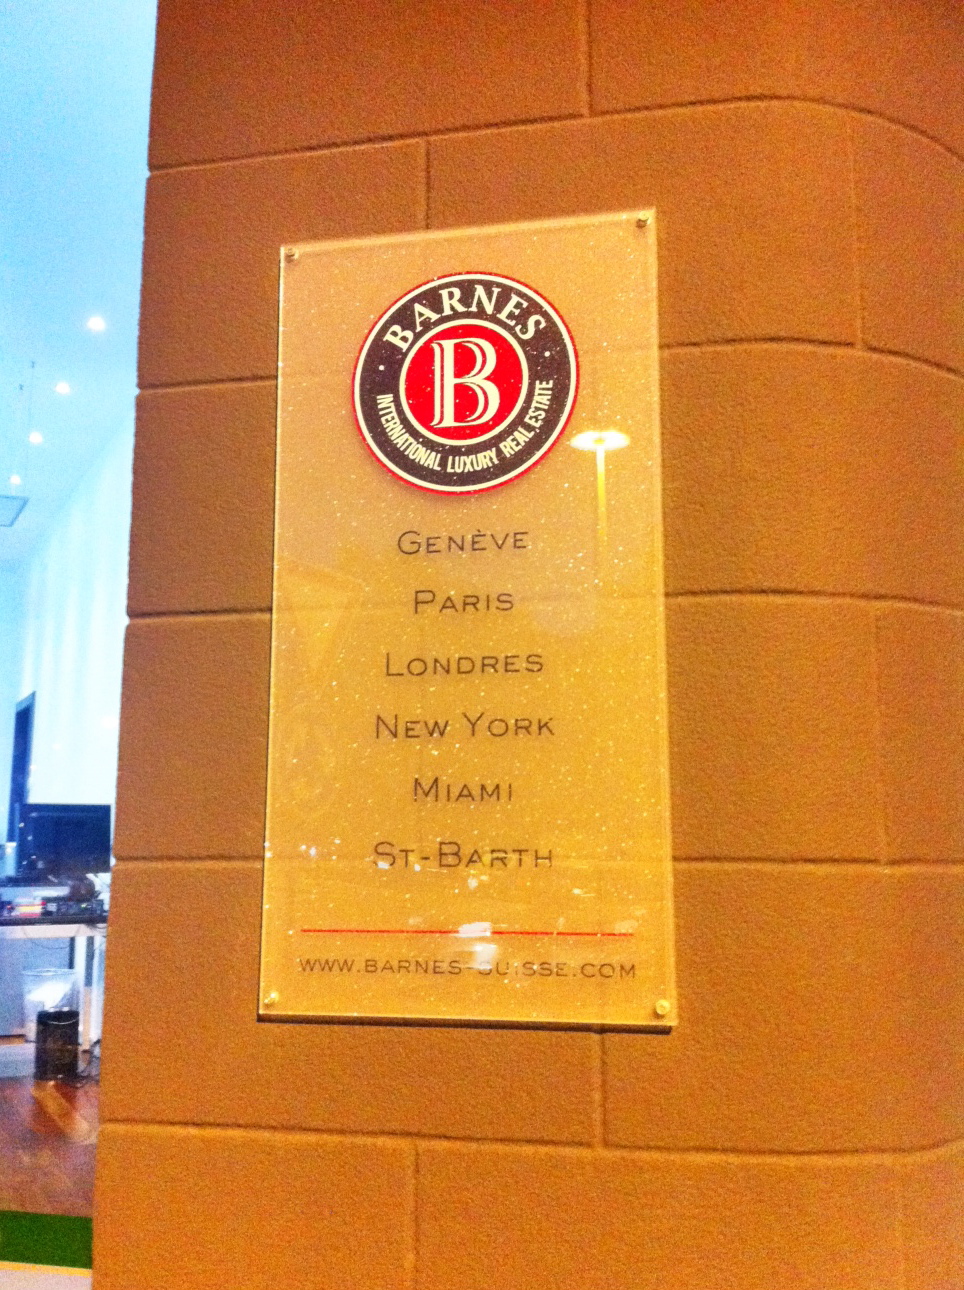 BARNES
B
INTERNATIONAL LUXURY REAL ESTATE
GENÈVE
PARIS
LONDRES
NEW YORK
MIAMI
ST-BARTH
WWW.BARNES-SUISSE.COM